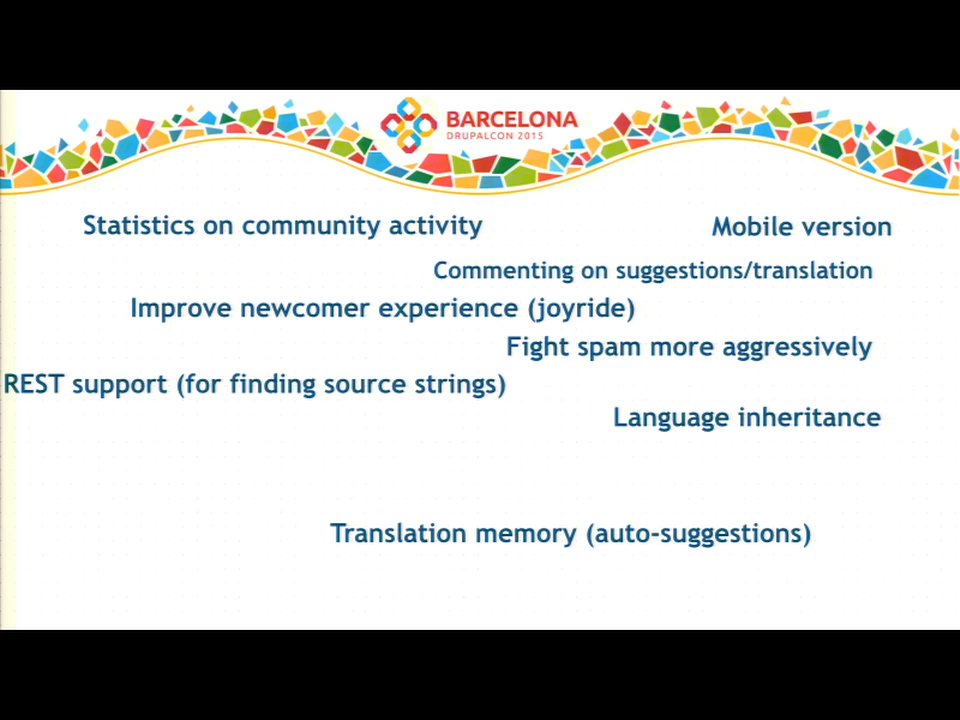 BARCELONA
DRUPALCON 2015
Statistics on community activity
Mobile version
Commenting on suggestions/translation
Improve newcomer experience (joyride)
Fight spam more aggressively
REST support (for finding source strings)
Language inheritance
Translation memory (auto-suggestions)